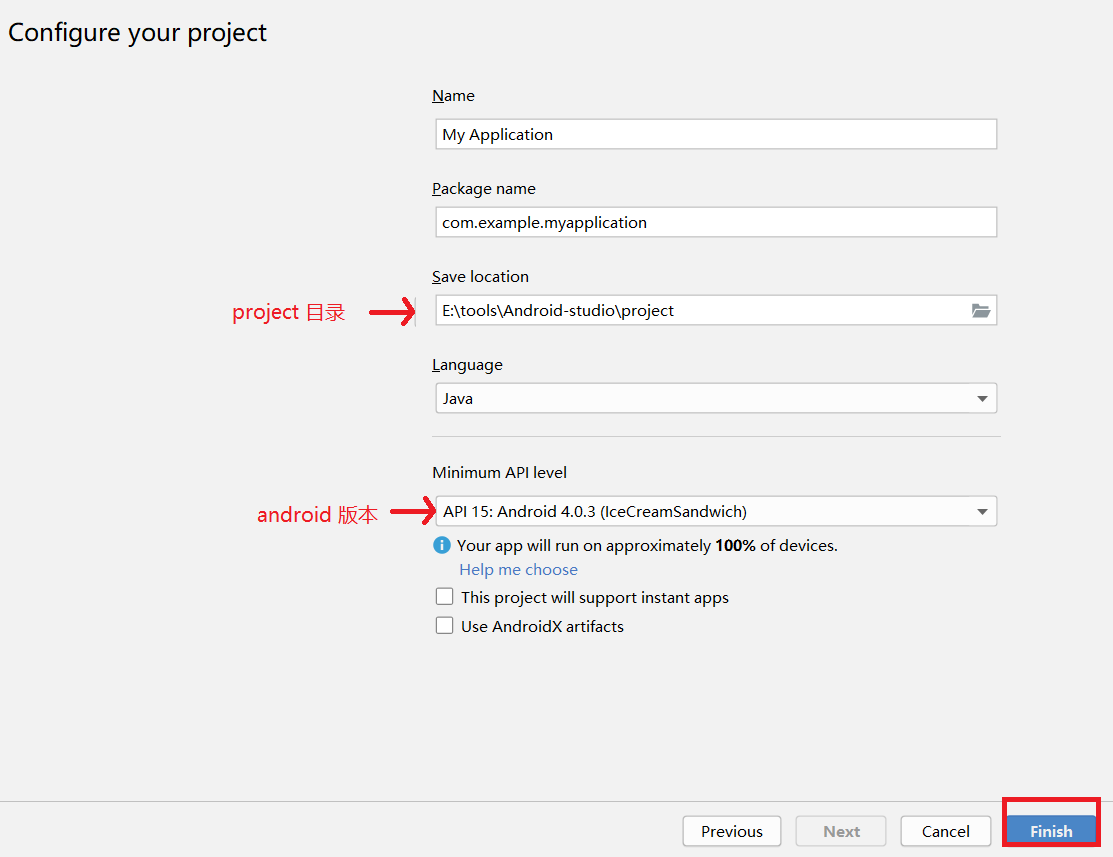 Configure your project
Name
My Application
Package name
com.example.myapplication
Save location
project 目录
E:\tools\Android-studio\project
Language
Java
Minimum API level
android 版本
API 15: Android 4.0.3 (IceCreamSandwich)
Your app will run on approximately 100% of devices.
Help me choose
This project will support instant apps
Use AndroidX artifacts
Previous
Next
Cancel
Finish